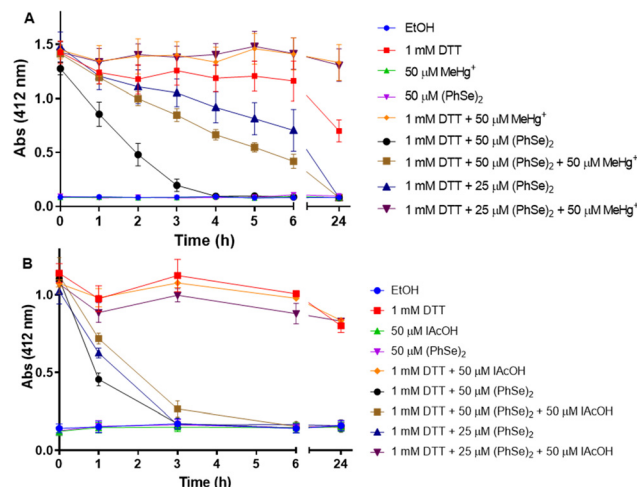 A
Abs (412 nm)
1.5
1.0
0.5
0.0
0 1 2 3 4 5 6 24
Time (h)
EtOH
1 mM DTT
50 μM MeHg⁺
50 μM (PhSe)₂
1 mM DTT + 50 μM MeHg⁺
1 mM DTT + 50 μM (PhSe)₂
1 mM DTT + 50 μM (PhSe)₂ + 50 μM MeHg⁺
1 mM DTT + 25 μM (PhSe)₂
1 mM DTT + 25 μM (PhSe)₂ + 50 μM MeHg⁺
B
Abs (412 nm)
1.0
0.5
0.0
0 1 2 3 4 5 6 24
Time (h)
EtOH
1 mM DTT
50 μM IAcOH
50 μM (PhSe)₂
1 mM DTT + 50 μM IAcOH
1 mM DTT + 50 μM (PhSe)₂
1 mM DTT + 50 μM (PhSe)₂ + 50 μM IAcOH
1 mM DTT + 25 μM (PhSe)₂
1 mM DTT + 25 μM (PhSe)₂ + 50 μM IAcOH